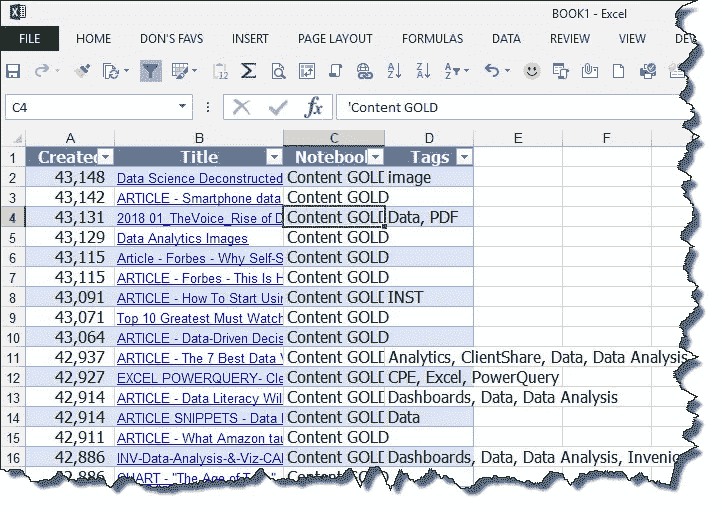 BOOK1 - Excel
FILE HOME DON'S FAVS INSERT PAGE LAYOUT FORMULAS DATA REVIEW VIEW
C4 fx 'Content GOLD
A B C D E F
1 Created Title Notebook Tags
2 43,148 Data Science Deconstructed Content GOLD image
3 43,142 ARTICLE - Smartphone data Content GOLD
4 43,131 2018 01_TheVoice_Rise of D Content GOLD Data, PDF
5 43,129 Data Analytics Images Content GOLD
6 43,115 Article - Forbes - Why Self-S Content GOLD
7 43,115 ARTICLE - Forbes - This Is H Content GOLD
8 43,091 ARTICLE - How To Start Usin Content GOLD INST
9 43,071 Top 10 Greatest Must Watch Content GOLD
10 43,064 ARTICLE - Data-Driven Decis Content GOLD
11 42,937 ARTICLE - The 7 Best Data V Content GOLD Analytics, ClientShare, Data, Data Analysis
12 42,927 EXCEL POWERQUERY- Cle Content GOLD CPE, Excel, PowerQuery
13 42,914 ARTICLE - Data Literacy Wil Content GOLD Dashboards, Data, Data Analysis
14 42,914 ARTICLE SNIPPETS - Data Content GOLD Data
15 42,911 ARTICLE - What Amazon tau Content GOLD
16 42,886 INV-Data-Analysis-&-Viz-CAN Content GOLD Dashboards, Data, Data Analysis,
42,886 CHART - "The Age of